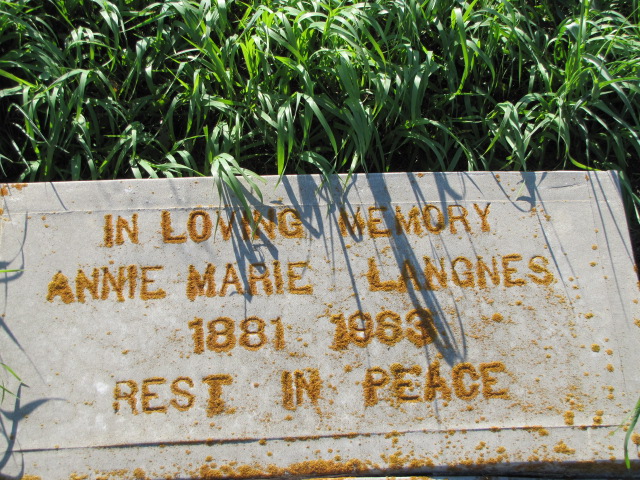 IN LOVING MEMORY
ANNIE MARIE LANGNES
1881 1963
REST IN PEACE